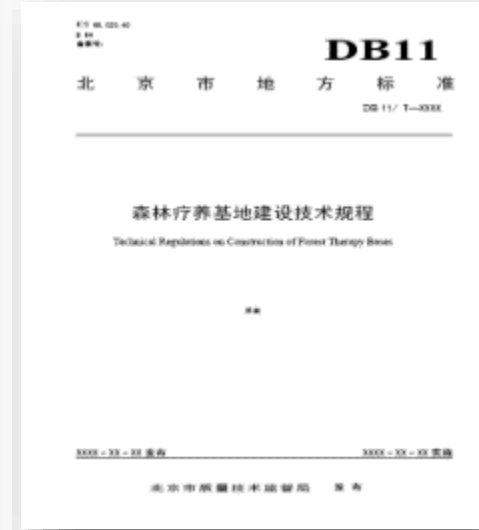 DB11
北京市地方标准
DB 11/ T—XXXX
森林疗养基地建设技术规程
Technical Regulations on Construction of Forest Therapy Bases
XXXX - XX - XX 发布
XXXX - XX - XX 实施
北京市质量技术监督局 发布